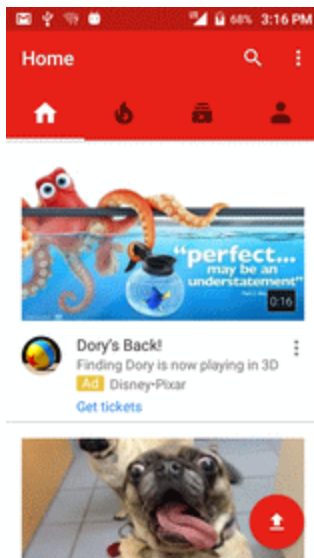 68% 3:16 PM
Home
"perfect...
may be an
understatement"
0:16
Dory's Back!
Finding Dory is now playing in 3D
Ad Disney•Pixar
Get tickets